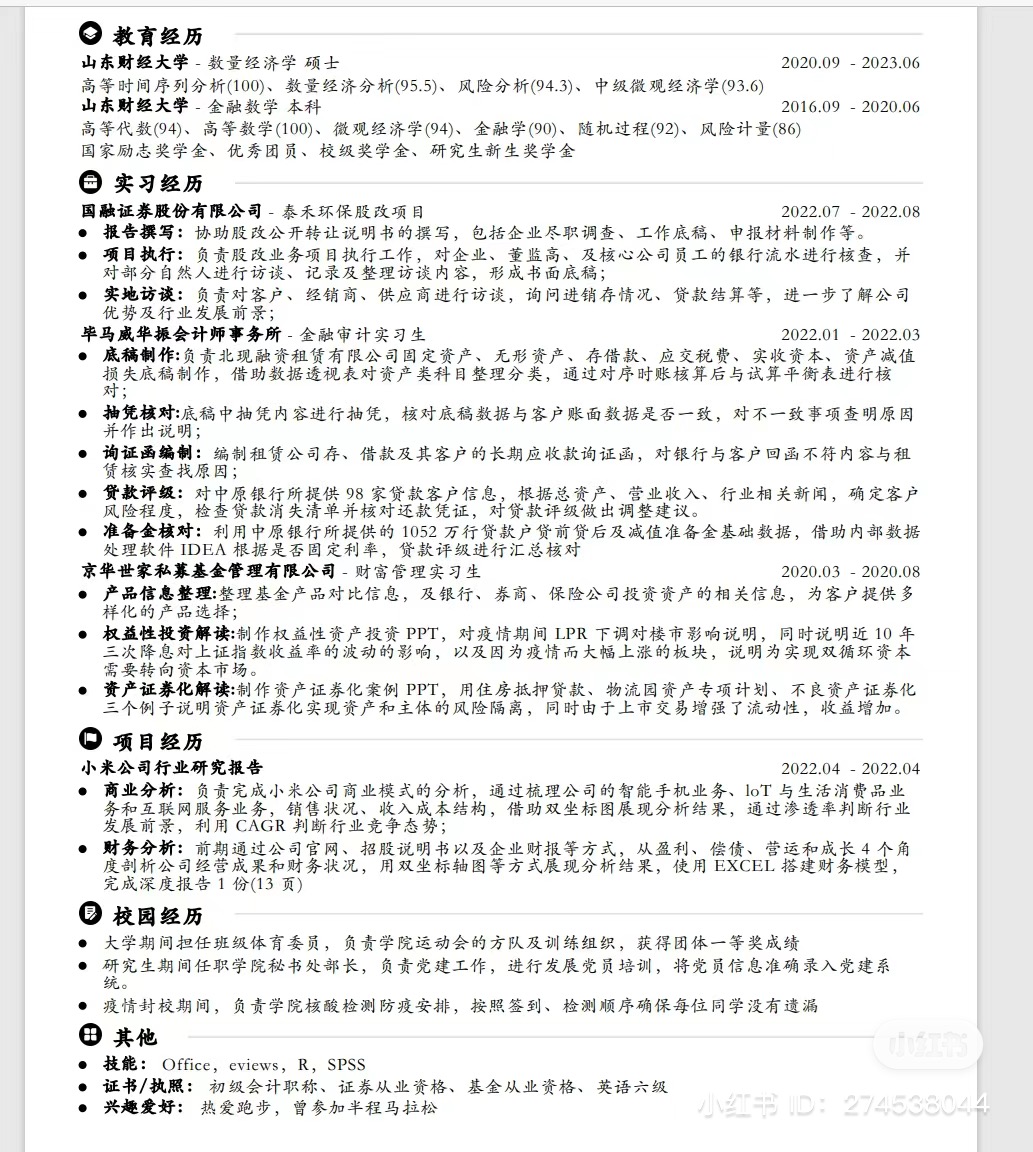 教育经历
山东财经大学 - 数量经济学 硕士 2020.09 - 2023.06
高等时间序列分析(100)、数量经济分析(95.5)、风险分析(94.3)、中级微观经济学(93.6)
山东财经大学 - 金融数学 本科 2016.09 - 2020.06
高等代数(94)、高等数学(100)、微观经济学(94)、金融学(90)、随机过程(92)、风险计量(86)
国家励志奖学金、优秀团员、校级奖学金、研究生新生奖学金
实习经历
国融证券股份有限公司 - 泰禾环保股改项目 2022.07 - 2022.08
● 报告撰写：协助股改公开转让说明书的撰写，包括企业尽职调查、工作底稿、申报材料制作等。
● 项目执行：负责股改业务项目执行工作，对企业、董监高、及核心公司员工的银行流水进行核查，并
对部分自然人进行访谈、记录及整理访谈内容，形成书面底稿；
● 实地访谈：负责对客户、经销商、供应商进行访谈，询问进销存情况、贷款结算等，进一步了解公司
优势及行业发展前景；
毕马威华振会计师事务所 - 金融审计实习生 2022.01 - 2022.03
● 底稿制作:负责北现融资租赁有限公司固定资产、无形资产、存借款、应交税费、实收资本、资产减值
损失底稿制作，借助数据透视表对资产类科目整理分类，通过对序时账核算后与试算平衡表进行核
对；
● 抽凭核对:底稿中抽凭内容进行抽凭，核对底稿数据与客户账面数据是否一致，对不一致事项查明原因
并作出说明；
● 询证函编制：编制租赁公司存、借款及其客户的长期应收款询证函，对银行与客户回函不符内容与租
赁核实查找原因；
● 贷款评级：对中原银行所提供 98 家贷款客户信息，根据总资产、营业收入、行业相关新闻，确定客户
风险程度，检查贷款消失清单并核对还款凭证，对贷款评级做出调整建议。
● 准备金核对：利用中原银行所提供的 1052 万行贷款户贷前贷后及减值准备金基础数据，借助内部数据
处理软件 IDEA 根据是否固定利率，贷款评级进行汇总核对
京华世家私募基金管理有限公司 - 财富管理实习生 2020.03 - 2020.08
● 产品信息整理:整理基金产品对比信息，及银行、券商、保险公司投资资产的相关信息，为客户提供多
样化的产品选择；
● 权益性投资解读:制作权益性资产投资 PPT，对疫情期间 LPR 下调对楼市影响说明，同时说明近 10 年
三次降息对上证指数收益率的波动的影响，以及因为疫情而大幅上涨的板块，说明为实现双循环资本
需要转向资本市场。
● 资产证券化解读:制作资产证券化案例 PPT，用住房抵押贷款、物流园资产专项计划、不良资产证券化
三个例子说明资产证券化实现资产和主体的风险隔离，同时由于上市交易增强了流动性，收益增加。
项目经历
小米公司行业研究报告 2022.04 - 2022.04
● 商业分析：负责完成小米公司商业模式的分析，通过梳理公司的智能手机业务、loT 与生活消费品业
务和互联网服务业务，销售状况、收入成本结构，借助双坐标图展现分析结果，通过渗透率判断行业
发展前景，利用 CAGR 判断行业竞争态势；
● 财务分析：前期通过公司官网、招股说明书以及企业财报等方式，从盈利、偿债、营运和成长 4 个角
度剖析公司经营成果和财务状况，用双坐标轴图等方式展现分析结果，使用 EXCEL 搭建财务模型，
完成深度报告 1 份(13 页)
校园经历
● 大学期间担任班级体育委员，负责学院运动会的方队及训练组织，获得团体一等奖成绩
● 研究生期间任职学院秘书处部长，负责党建工作，进行发展党员培训，将党员信息准确录入党建系
统。
● 疫情封校期间，负责学院核酸检测防疫安排，按照签到、检测顺序确保每位同学没有遗漏
其他
● 技能： Office，eviews，R，SPSS
● 证书/执照： 初级会计职称、证券从业资格、基金从业资格、英语六级
● 兴趣爱好： 热爱跑步，曾参加半程马拉松
小红书
小红书 ID：274538044